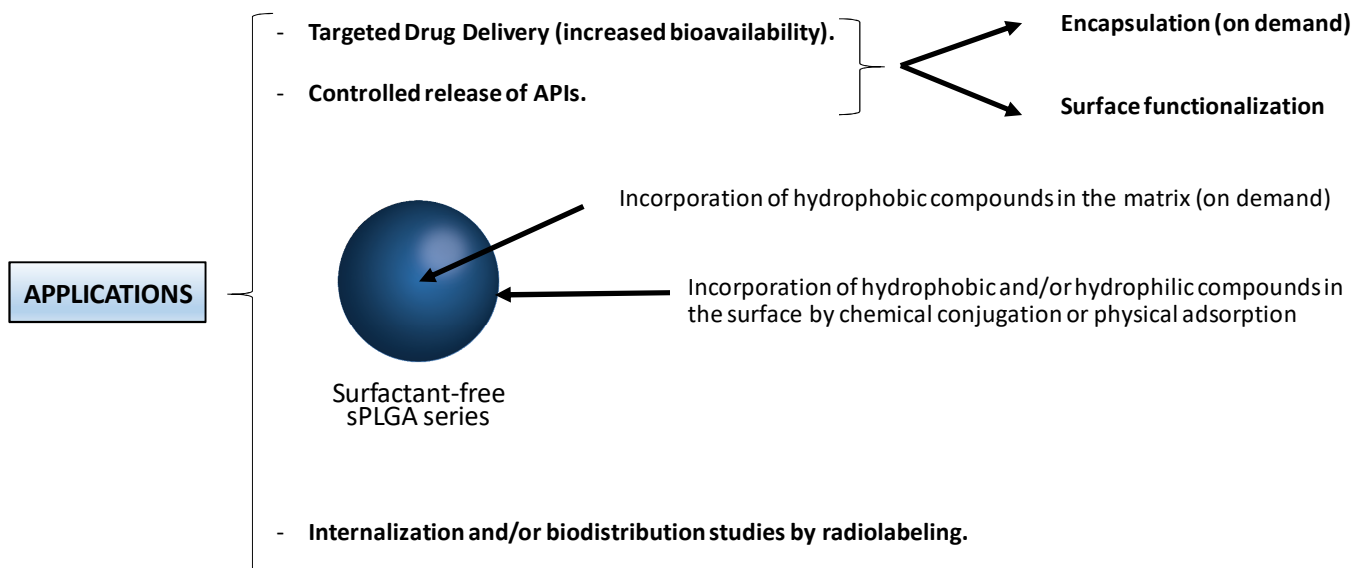 - Targeted Drug Delivery (increased bioavailability).
Encapsulation (on demand)
- Controlled release of APIs.
Surface functionalization
Incorporation of hydrophobic compounds in the matrix (on demand)
APPLICATIONS
Incorporation of hydrophobic and/or hydrophilic compounds in
the surface by chemical conjugation or physical adsorption
Surfactant-free
sPLGA series
- Internalization and/or biodistribution studies by radiolabeling.